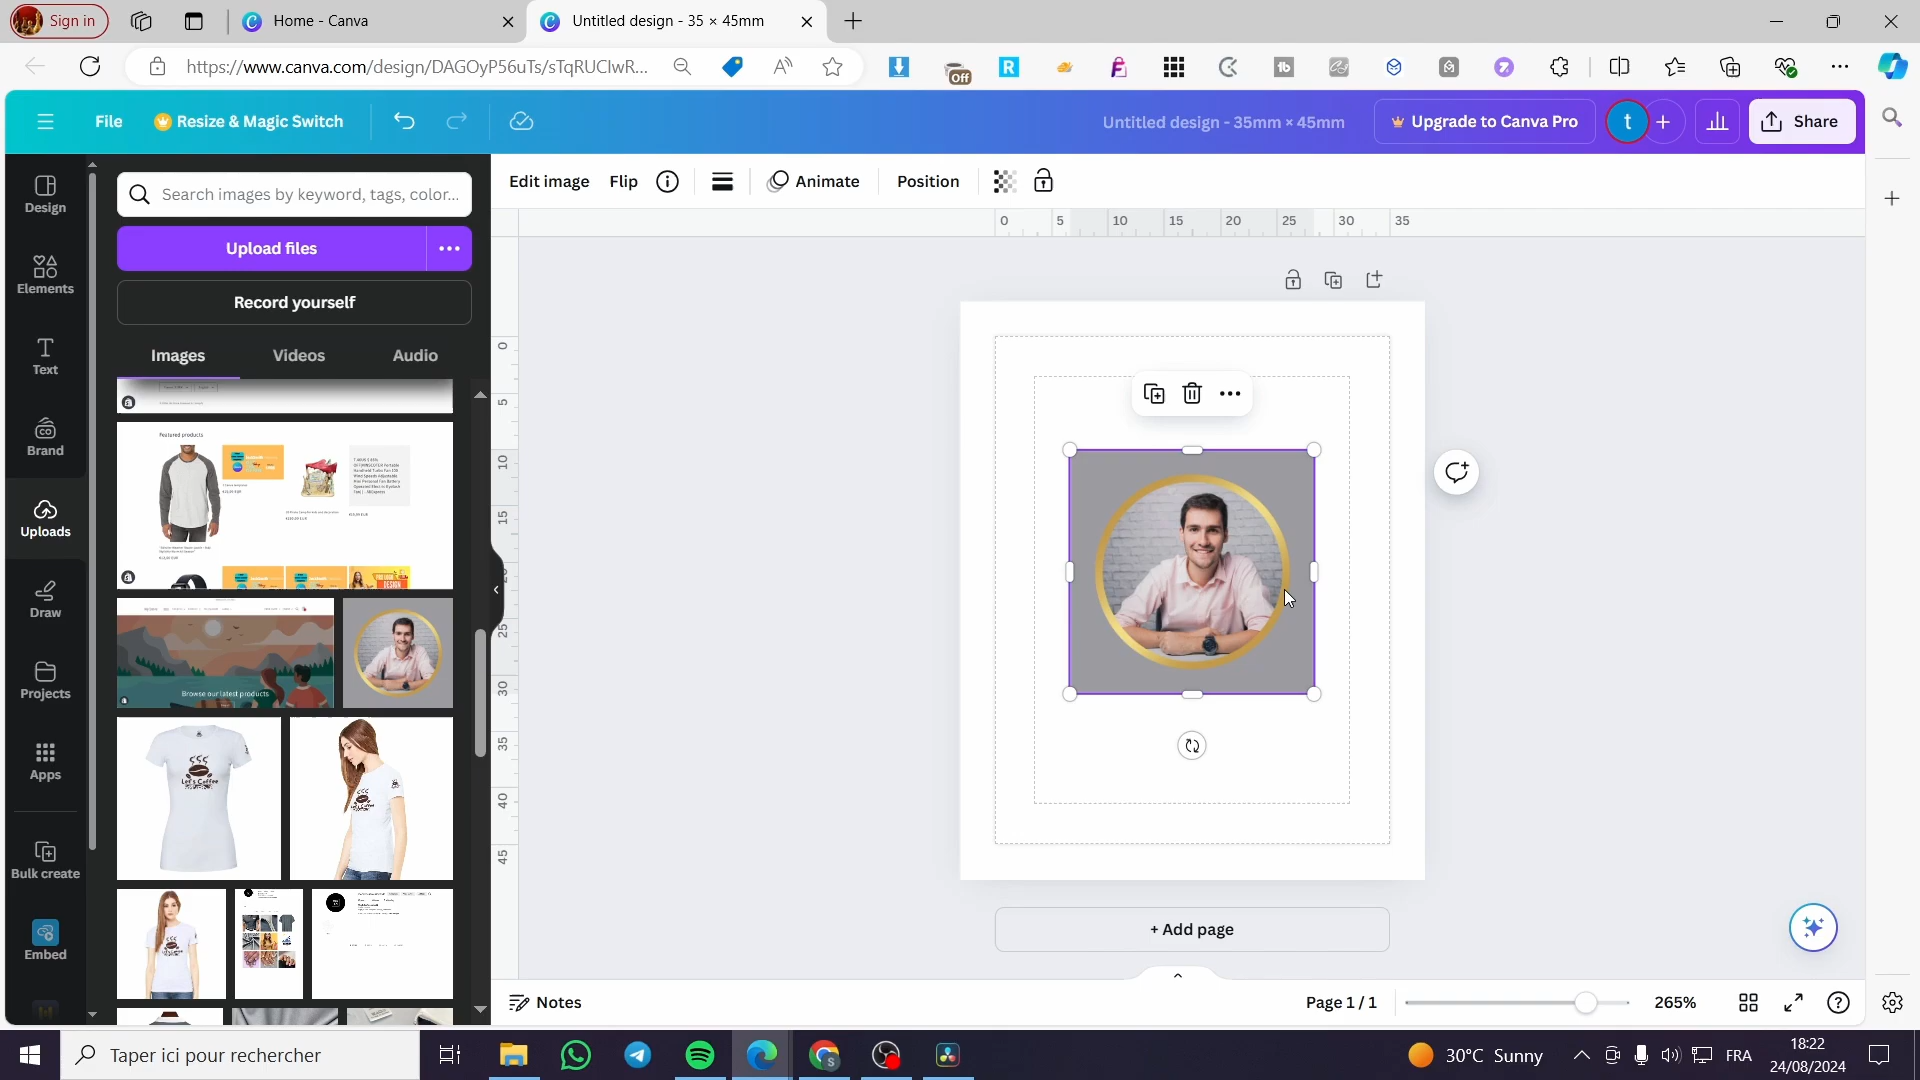 Sign in
Home - Canva
Untitled design - 35 × 45mm
https://www.canva.com/design/DAGOyP56uTs/sTqRUCIwR...
Off
File
Resize & Magic Switch
Untitled design - 35mm × 45mm
Upgrade to Canva Pro
t
Share
Design
Elements
Text
Brand
Uploads
Draw
Projects
Apps
Bulk create
Embed
Search images by keyword, tags, color...
Upload files
Record yourself
Images
Videos
Audio
Featured products
Browse our latest products
Let's Coffee
Edit image
Flip
Animate
Position
0 5 10 15 20 25 30 35
0
5
10
15
25
30
35
40
45
+ Add page
Notes
Page 1 / 1
265%
Taper ici pour rechercher
30°C Sunny
FRA
18:22
24/08/2024